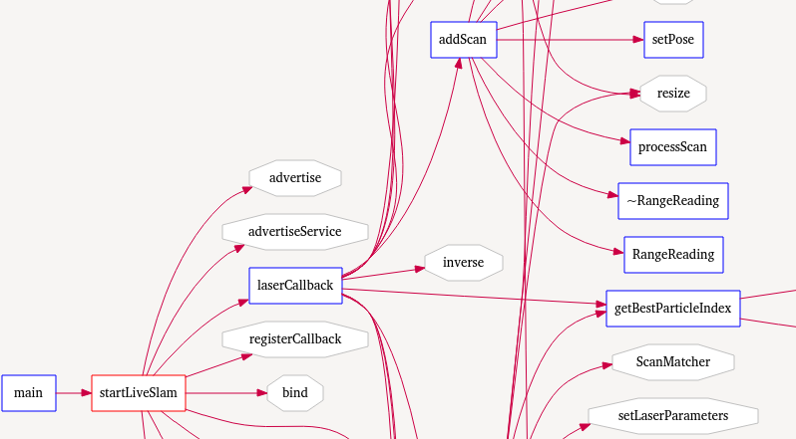 addScan
setPose
resize
processScan
advertise
~RangeReading
advertiseService
RangeReading
inverse
laserCallback
getBestParticleIndex
registerCallback
ScanMatcher
main
startLiveSlam
bind
setLaserParameters